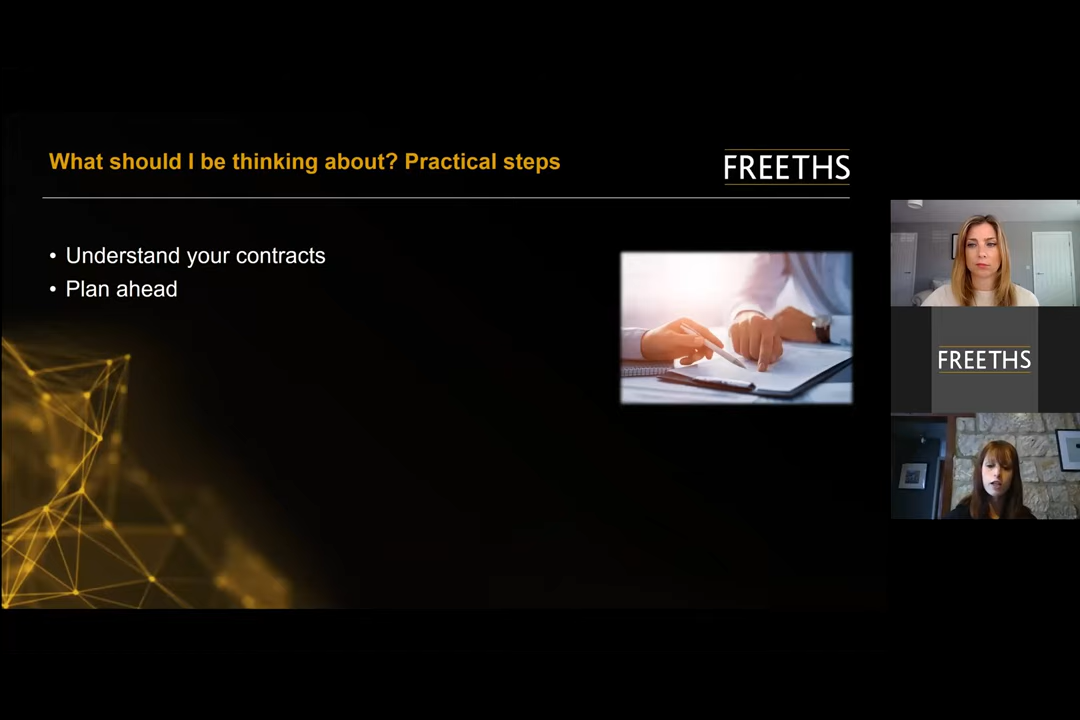 What should I be thinking about? Practical steps
FREETHS
• Understand your contracts
• Plan ahead
FREETHS